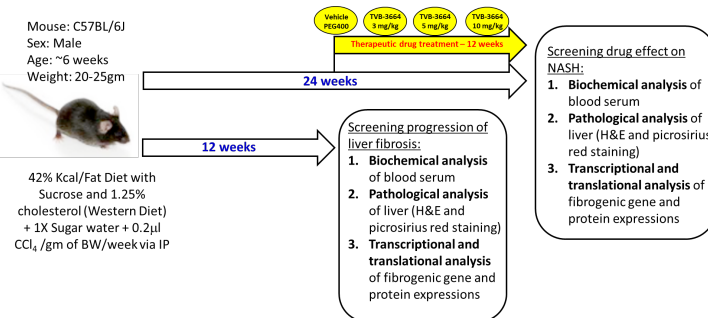 Mouse: C57BL/6J
Sex: Male
Age: ~6 weeks
Weight: 20-25gm
Vehicle
PEG400
TVB-3664
3 mg/kg
TVB-3664
5 mg/kg
TVB-3664
10 mg/kg
Therapeutic drug treatment – 12 weeks
24 weeks
12 weeks
42% Kcal/Fat Diet with
Sucrose and 1.25%
cholesterol (Western Diet)
+ 1X Sugar water + 0.2µl
CCl₄ /gm of BW/week via IP
Screening progression of
liver fibrosis:
1. Biochemical analysis
of blood serum
2. Pathological analysis
of liver (H&E and
picrosirius red staining)
3. Transcriptional and
translational analysis
of fibrogenic gene and
protein expressions
Screening drug effect on
NASH:
1. Biochemical analysis of
blood serum
2. Pathological analysis of
liver (H&E and picrosirius
red staining)
3. Transcriptional and
translational analysis of
fibrogenic gene and
protein expressions